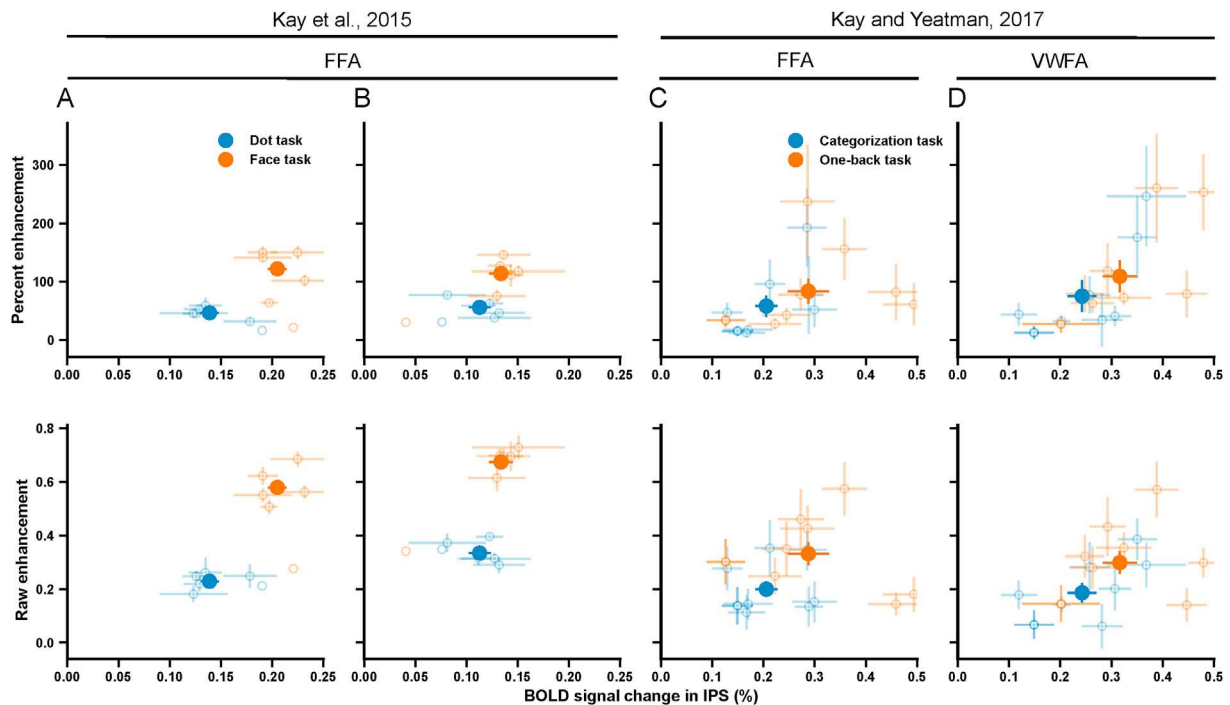 Kay et al., 2015
Kay and Yeatman, 2017
FFA
FFA
VWFA
A
B
C
D
Dot task
Face task
Categorization task
One-back task
Percent enhancement
300
200
100
0
0.00 0.05 0.10 0.15 0.20 0.25
0.00 0.05 0.10 0.15 0.20 0.25
0.0 0.1 0.2 0.3 0.4 0.5
0.0 0.1 0.2 0.3 0.4 0.5
Raw enhancement
0.8
0.6
0.4
0.2
0.0
0.00 0.05 0.10 0.15 0.20 0.25
0.00 0.05 0.10 0.15 0.20 0.25
0.0 0.1 0.2 0.3 0.4 0.5
0.0 0.1 0.2 0.3 0.4 0.5
BOLD signal change in IPS (%)